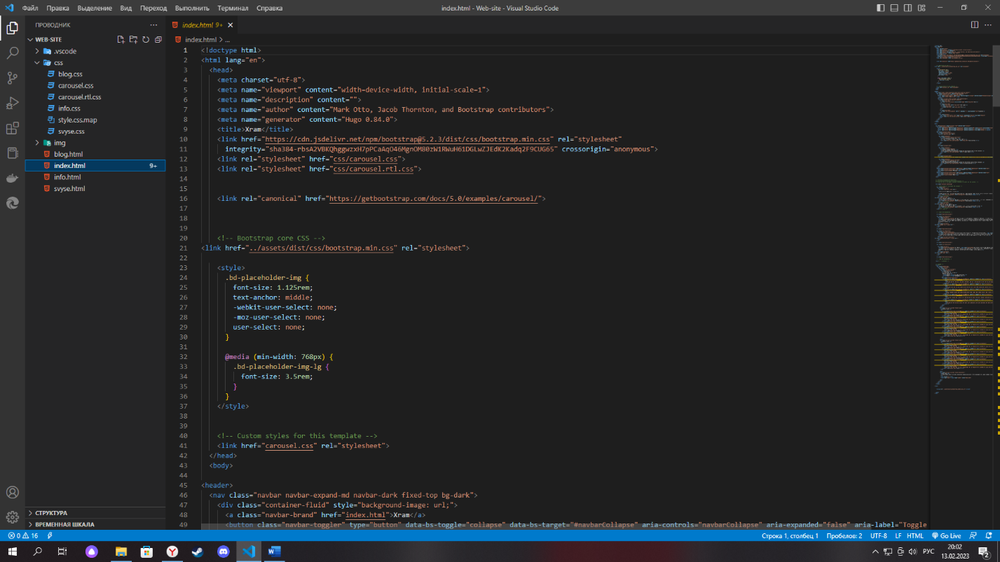 Файл Правка Выделение Вид Переход Выполнить Терминал Справка
index.html - Web-site - Visual Studio Code
ПРОВОДНИК
WEB-SITE
.vscode
css
blog.css
carousel.css
carousel.rtl.css
info.css
style.css.map
svyse.css
img
blog.html
index.html 9+
info.html
svyse.html
СТРУКТУРА
ВРЕМЕННАЯ ШКАЛА
index.html 9+
index.html > ...
1 <!doctype html>
2 <html lang="en">
3 <head>
4 <meta charset="utf-8">
5 <meta name="viewport" content="width=device-width, initial-scale=1">
6 <meta name="description" content="">
7 <meta name="author" content="Mark Otto, Jacob Thornton, and Bootstrap contributors">
8 <meta name="generator" content="Hugo 0.84.0">
9 <title>Xram</title>
10 <link href="https://cdn.jsdelivr.net/npm/bootstrap@5.2.3/dist/css/bootstrap.min.css" rel="stylesheet"
11 integrity="sha384-rbsA2VBKQhggwzxH7pPCaAqO46MgnOM80zW1RWuH61DGLwZJEdK2Kadq2F9CUG65" crossorigin="anonymous">
12 <link rel="stylesheet" href="css/carousel.css">
13 <link rel="stylesheet" href="css/carousel.rtl.css">
14
15
16 <link rel="canonical" href="https://getbootstrap.com/docs/5.0/examples/carousel/">
17
18
19
20 <!-- Bootstrap core CSS -->
21 <link href="../assets/dist/css/bootstrap.min.css" rel="stylesheet">
22
23 <style>
24 .bd-placeholder-img {
25 font-size: 1.125rem;
26 text-anchor: middle;
27 -webkit-user-select: none;
28 -moz-user-select: none;
29 user-select: none;
30 }
31
32 @media (min-width: 768px) {
33 .bd-placeholder-img-lg {
34 font-size: 3.5rem;
35 }
36 }
37 </style>
38
39
40 <!-- Custom styles for this template -->
41 <link href="carousel.css" rel="stylesheet">
42 </head>
43 <body>
44
45 <header>
46 <nav class="navbar navbar-expand-md navbar-dark fixed-top bg-dark">
47 <div class="container-fluid" style="background-image: url;">
48 <a class="navbar-brand" href="index.html">Xram</a>
49 <button class="navbar-toggler" type="button" data-bs-toggle="collapse" data-bs-target="#navbarCollapse" aria-controls="navbarCollapse" aria-expanded="false" aria-label="Toggle
0 16
Строка 1, столбец 1 Пробелов: 2 UTF-8 LF HTML Go Live
РУС
20:02
13.02.2023
2